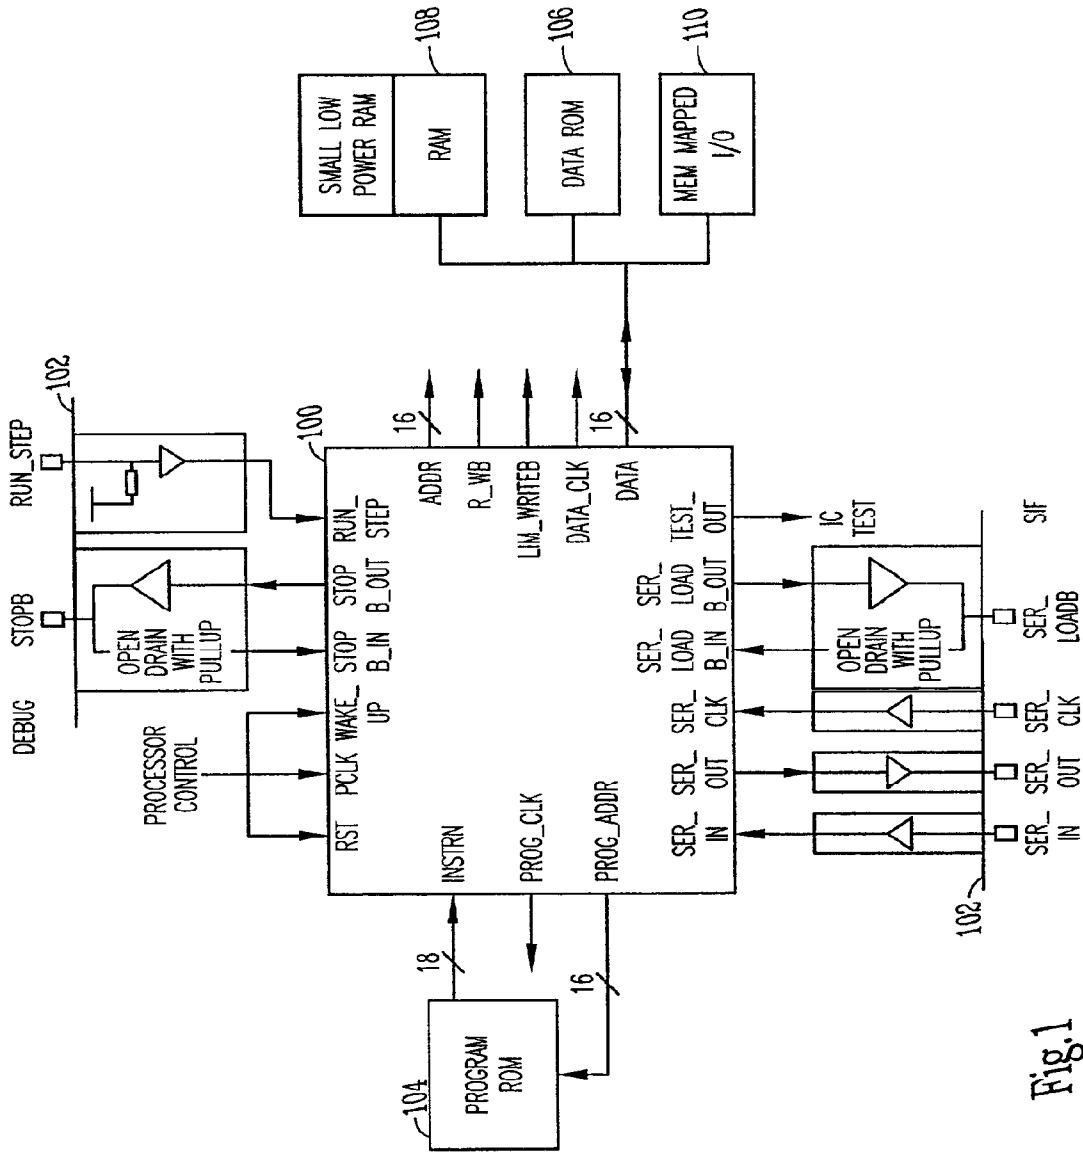 DEBUG
STOPB
RUN_STEP
102
PROCESSOR
CONTROL
OPEN
DRAIN
WITH
PULLUP
100
RST
PCLK
WAKE_
UP
STOP
B_IN
STOP
B_OUT
RUN_
STEP
INSTRN
PROG_CLK
PROG_ADDR
ADDR
R_WB
LIM_WRITEB
DATA_CLK
DATA
SER_
IN
SER_
OUT
SER_
CLK
SER_
LOAD
B_IN
SER_
LOAD
B_OUT
TEST_
OUT
104
PROGRAM
ROM
18
16
16
16
SMALL LOW
POWER RAM
RAM
108
DATA ROM
106
MEM MAPPED
I/O
110
IC
TEST
OPEN
DRAIN
WITH
PULLUP
102
SER_
IN
SER_
OUT
SER_
CLK
SER_
LOADB
SIF
Fig.1